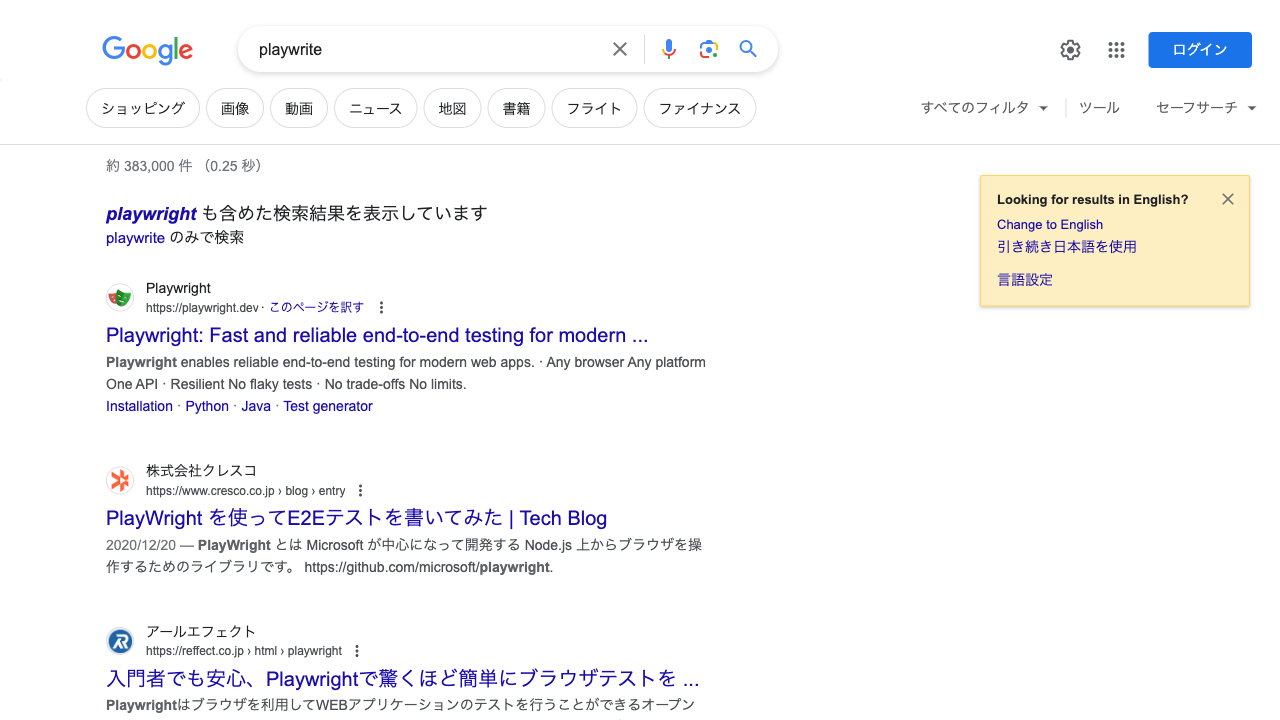 Google
playwrite
ログイン
ショッピング
画像
動画
ニュース
地図
書籍
フライト
ファイナンス
すべてのフィルタ
ツール
セーフサーチ
約 383,000 件 (0.25 秒)
playwright も含めた検索結果を表示しています
playwrite のみで検索
Looking for results in English?
Change to English
引き続き日本語を使用
言語設定
Playwright
https://playwright.dev · このページを訳す
Playwright: Fast and reliable end-to-end testing for modern ...
Playwright enables reliable end-to-end testing for modern web apps. · Any browser Any platform
One API · Resilient No flaky tests · No trade-offs No limits.
Installation · Python · Java · Test generator
株式会社クレスコ
https://www.cresco.co.jp › blog › entry
PlayWright を使ってE2Eテストを書いてみた | Tech Blog
2020/12/20 — PlayWright とは Microsoft が中心になって開発する Node.js 上からブラウザを操
作するためのライブラリです。 https://github.com/microsoft/playwright.
アールエフェクト
https://reffect.co.jp › html › playwright
入門者でも安心、Playwrightで驚くほど簡単にブラウザテストを ...
Playwrightはブラウザを利用してWEBアプリケーションのテストを行うことができるオープン